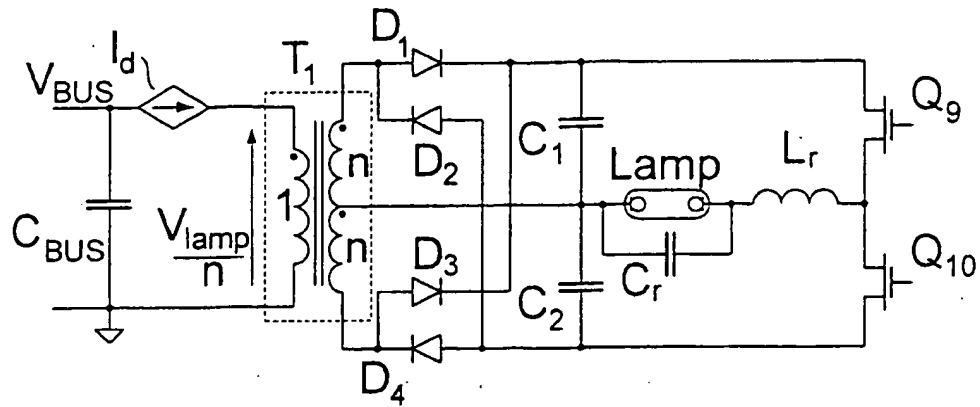 V_BUS
I_d
T_1
D_1
D_2
D_3
D_4
C_BUS
V_lamp
n
1
n
n
C_1
C_2
Lamp
C_r
L_r
Q_9
Q_10